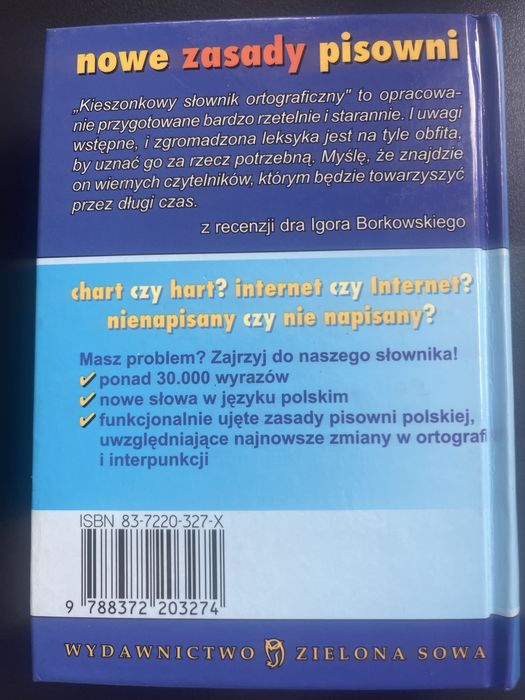 nowe zasady pisowni
„Kieszonkowy słownik ortograficzny" to opracowa-
nie przygotowane bardzo rzetelnie i starannie. I uwagi
wstępne, i zgromadzona leksyka jest na tyle obfita,
by uznać go za rzecz potrzebną. Myślę, że znajdzie
on wiernych czytelników, którym będzie towarzyszyć
przez długi czas.
z recenzji dra Igora Borkowskiego
chart czy hart? internet czy Internet?
nienapisany czy nie napisany?
Masz problem? Zajrzyj do naszego słownika!
ponad 30.000 wyrazów
nowe słowa w języku polskim
funkcjonalnie ujęte zasady pisowni polskiej,
uwzględniające najnowsze zmiany w ortografi
i interpunkcji
ISBN 83-7220-327-X
9 788372 203274
WYDAWNICTWO ZIELONA SOWA